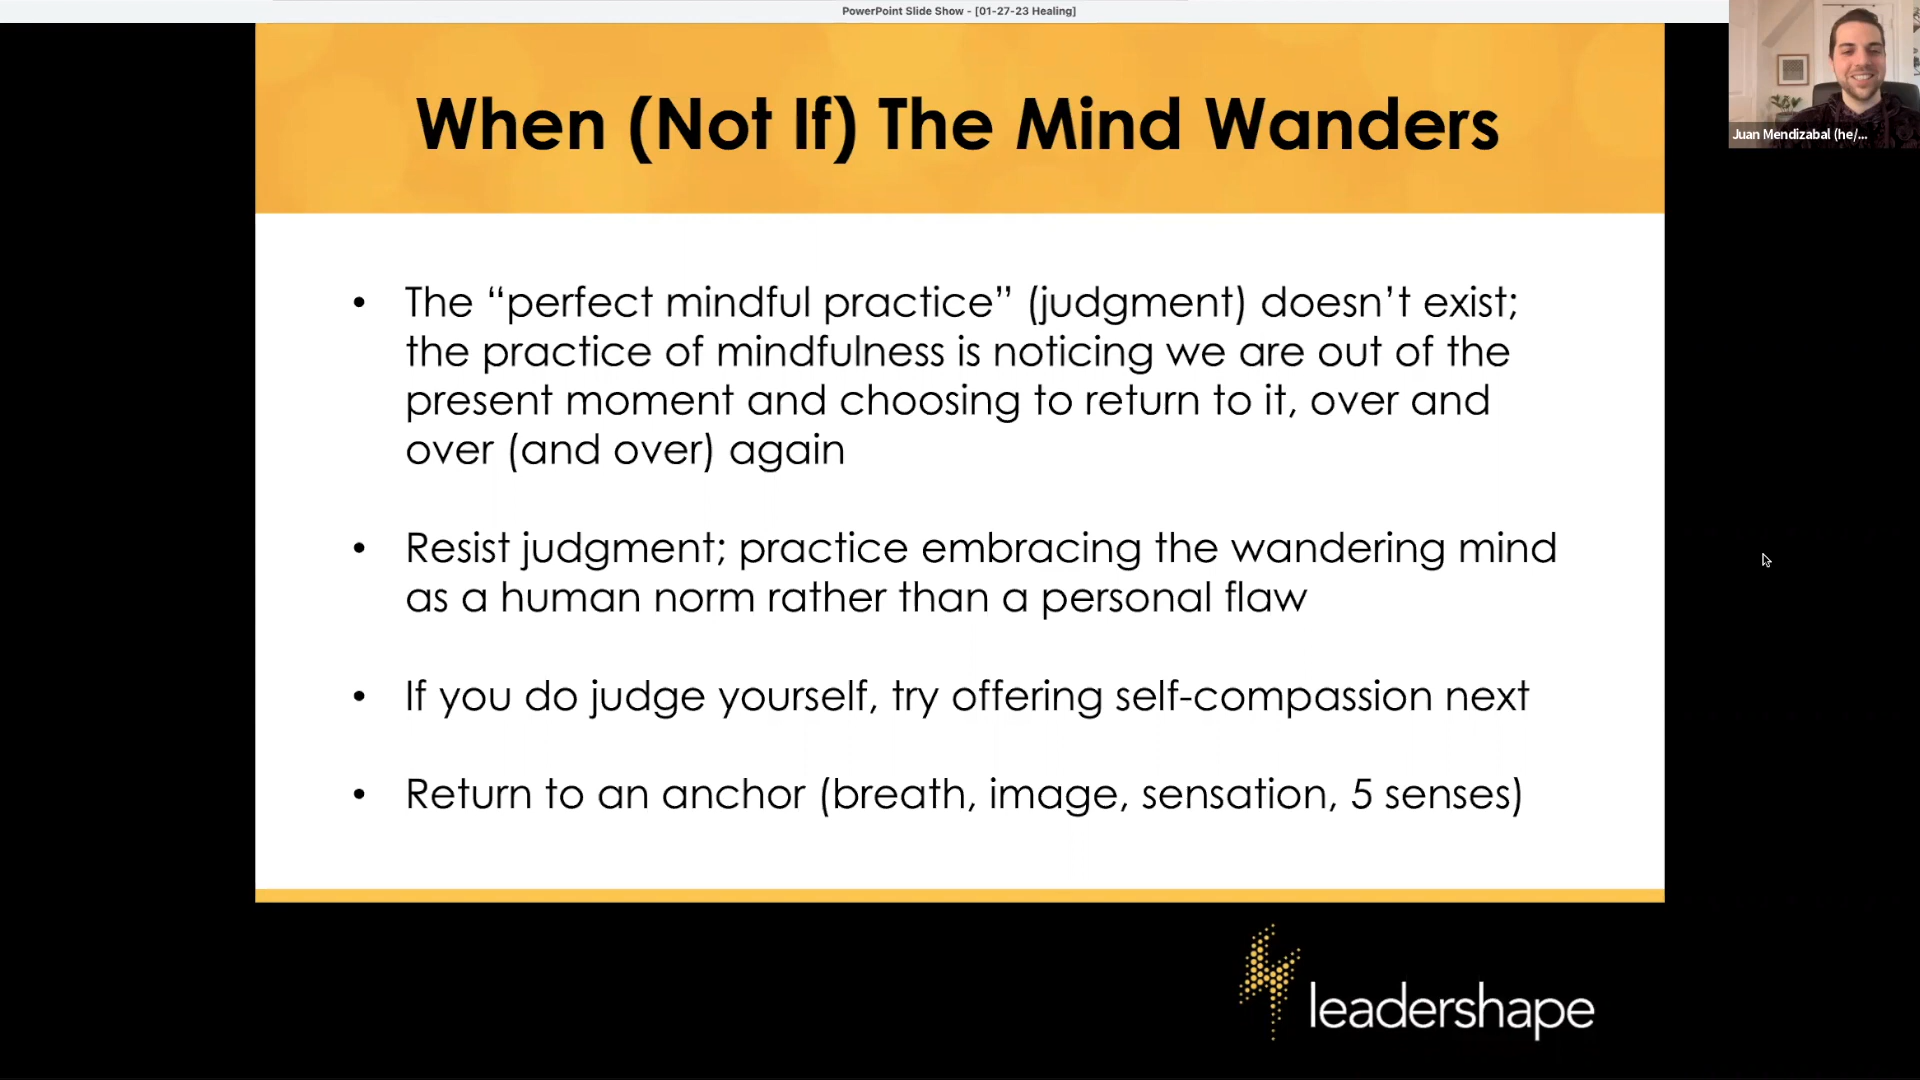 PowerPoint Slide Show - [01-27-23 Healing]
Juan Mendizabal (he/...
When (Not If) The Mind Wanders
• The “perfect mindful practice” (judgment) doesn’t exist;
the practice of mindfulness is noticing we are out of the
present moment and choosing to return to it, over and
over (and over) again
• Resist judgment; practice embracing the wandering mind
as a human norm rather than a personal flaw
• If you do judge yourself, try offering self-compassion next
• Return to an anchor (breath, image, sensation, 5 senses)
leadershape